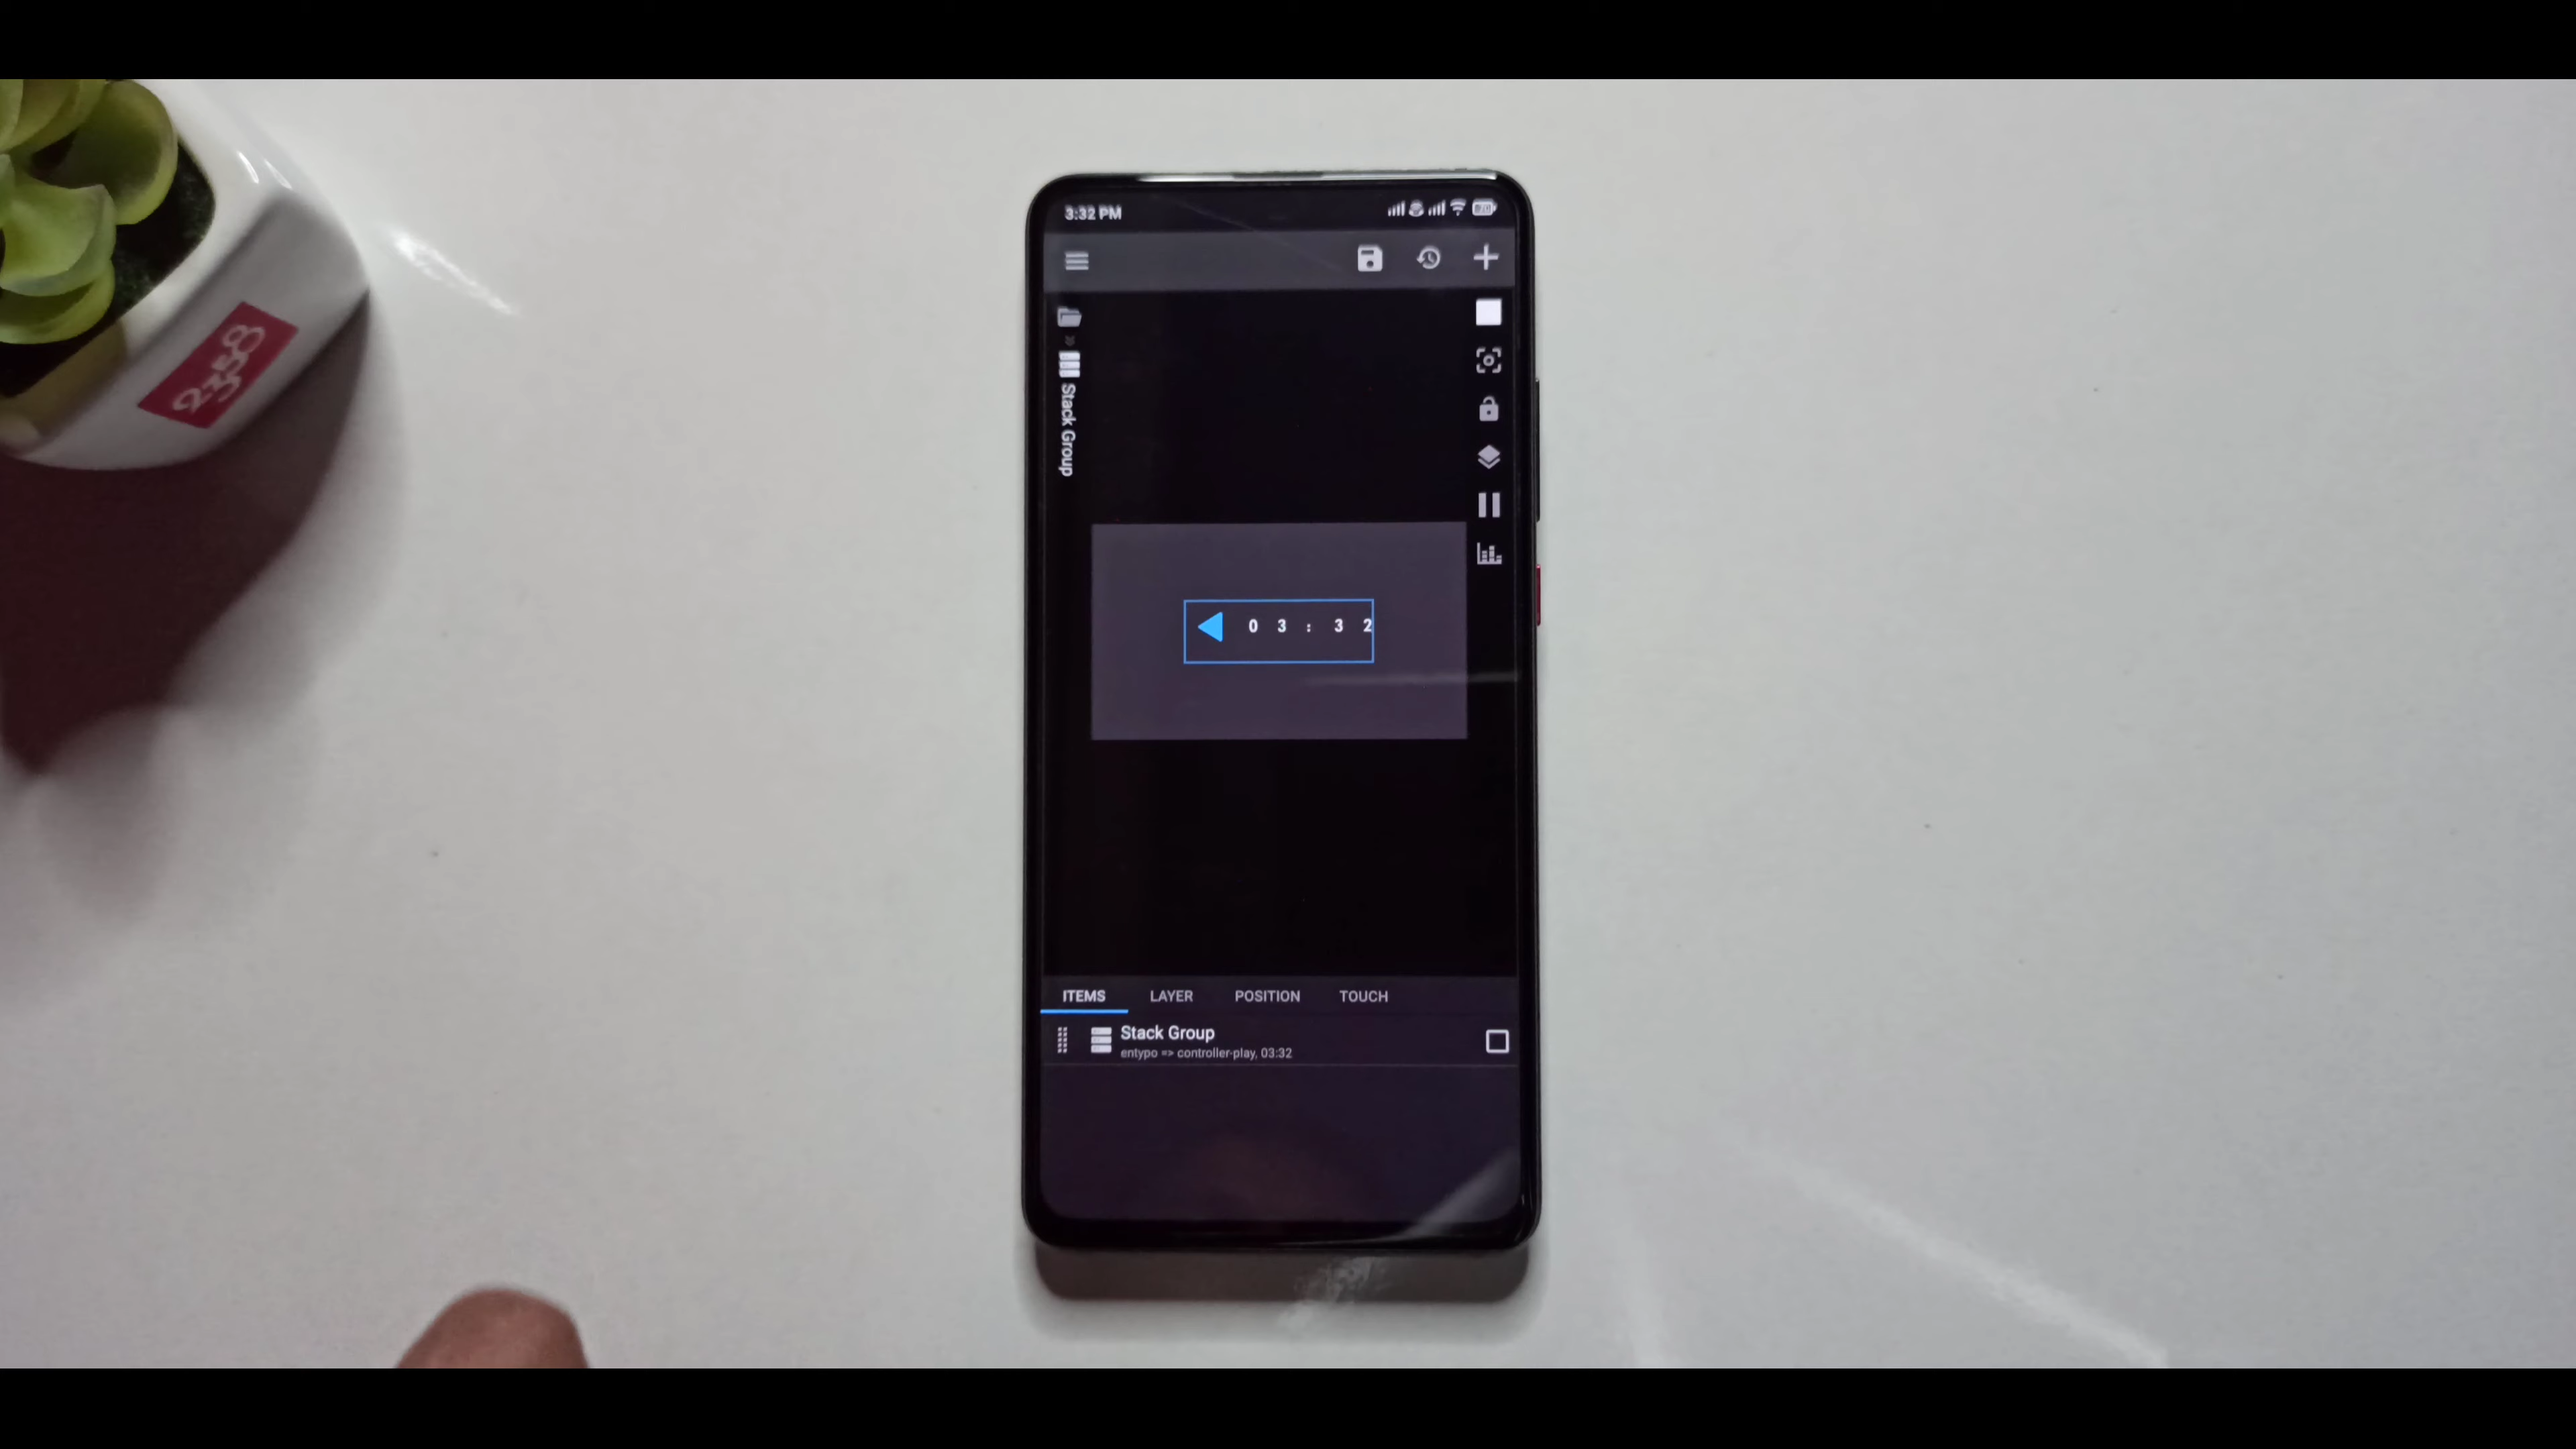 2358
3:32 PM
Stack Group
0 3 : 3 2
ITEMS LAYER POSITION TOUCH
Stack Group
entypo => controller-play, 03:32